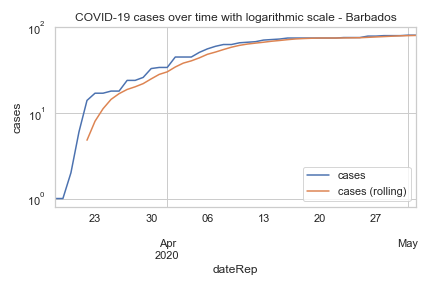 COVID-19 cases over time with logarithmic scale - Barbados
cases
10²
10¹
10⁰
cases
cases (rolling)
23
30
06
13
20
27
Apr
2020
May
dateRep